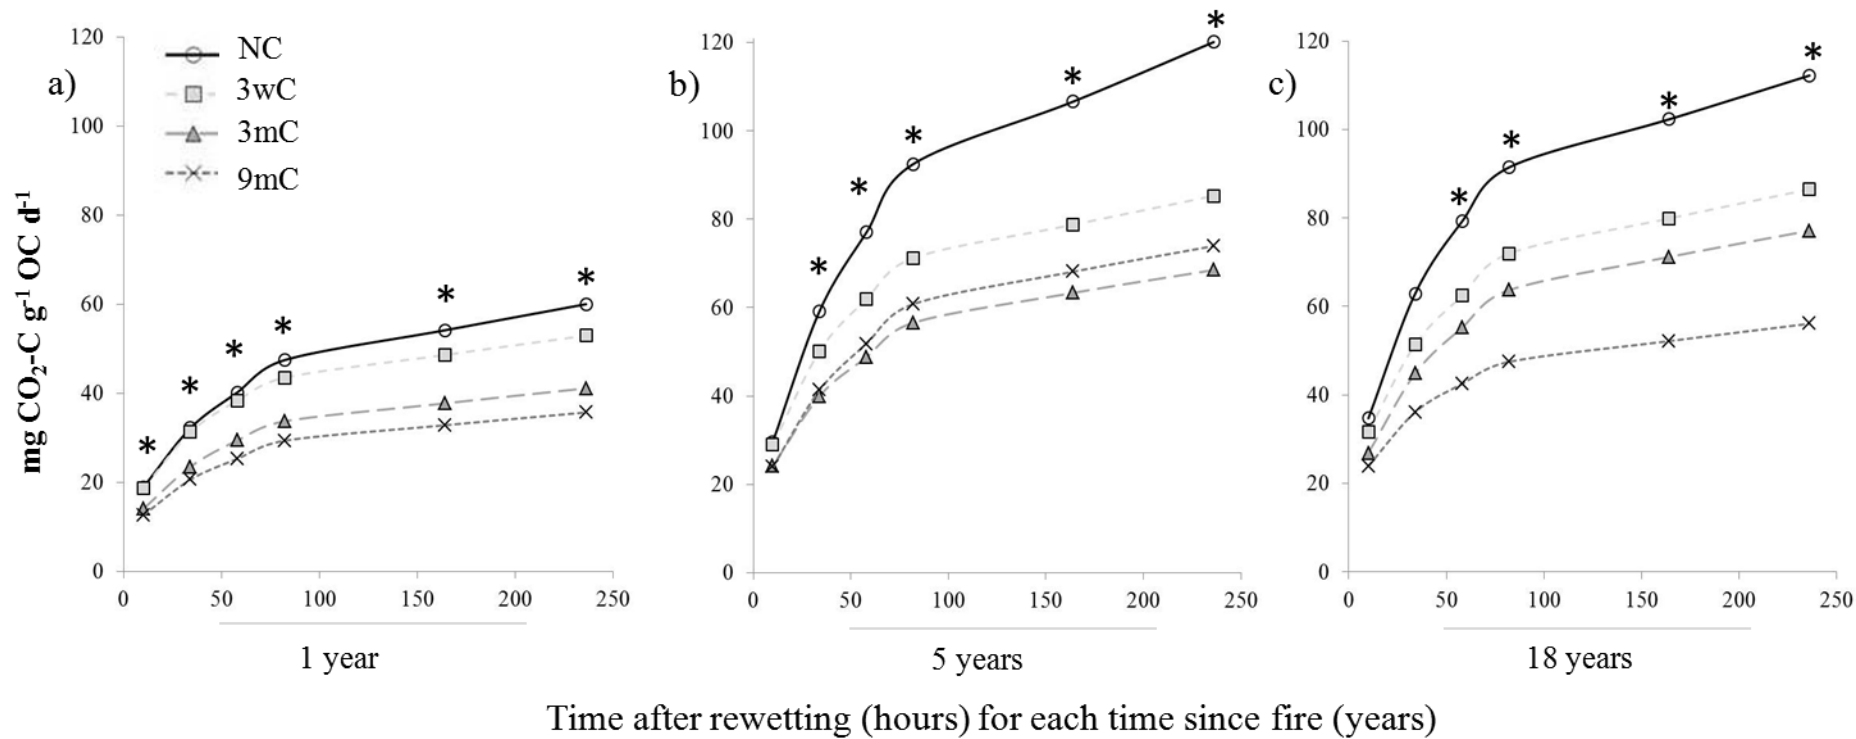 mg CO₂-C g⁻¹ OC d⁻¹
a)
NC
3wC
3mC
9mC
120
100
80
60
40
20
0
0 50 100 150 200 250
1 year
b)
120
100
80
60
40
20
0
0 50 100 150 200 250
5 years
c)
120
100
80
60
40
20
0
0 50 100 150 200 250
18 years
* * * * * *
* * * * *
* * * *
Time after rewetting (hours) for each time since fire (years)